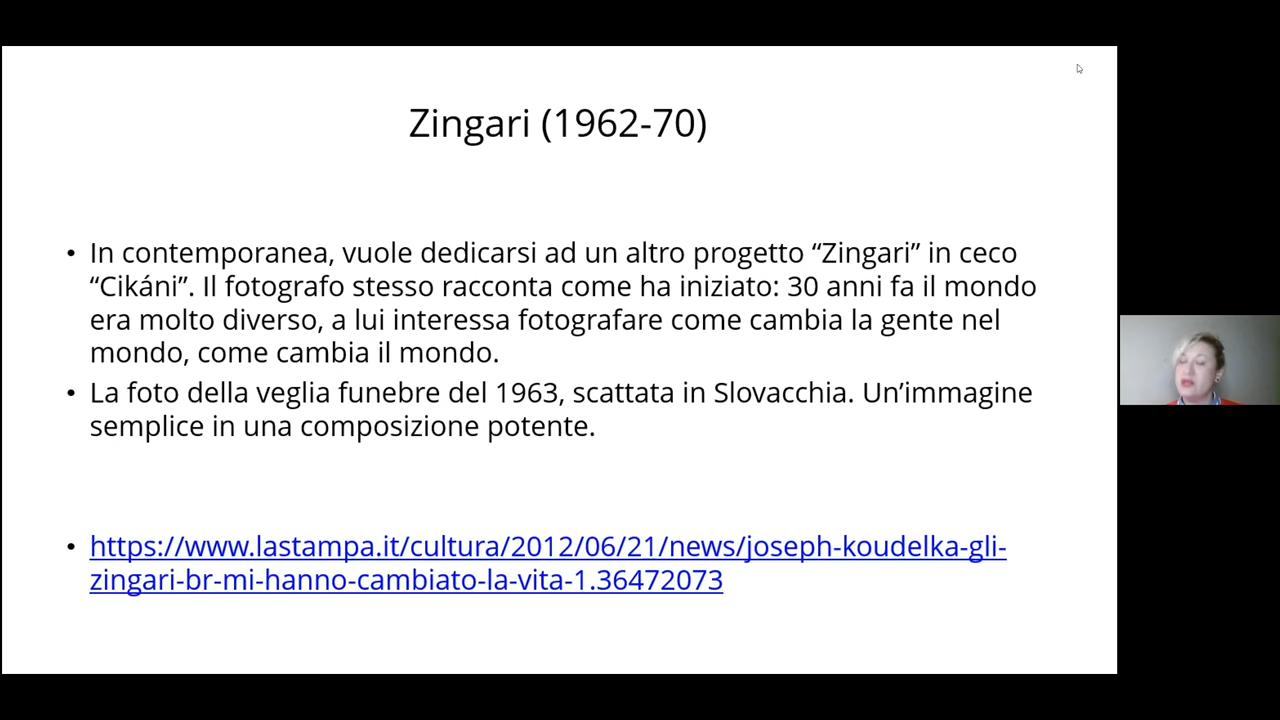 Zingari (1962-70)
• In contemporanea, vuole dedicarsi ad un altro progetto “Zingari” in ceco
“Cikáni”. Il fotografo stesso racconta come ha iniziato: 30 anni fa il mondo
era molto diverso, a lui interessa fotografare come cambia la gente nel
mondo, come cambia il mondo.
• La foto della veglia funebre del 1963, scattata in Slovacchia. Un’immagine
semplice in una composizione potente.
• https://www.lastampa.it/cultura/2012/06/21/news/joseph-koudelka-gli-
zingari-br-mi-hanno-cambiato-la-vita-1.36472073